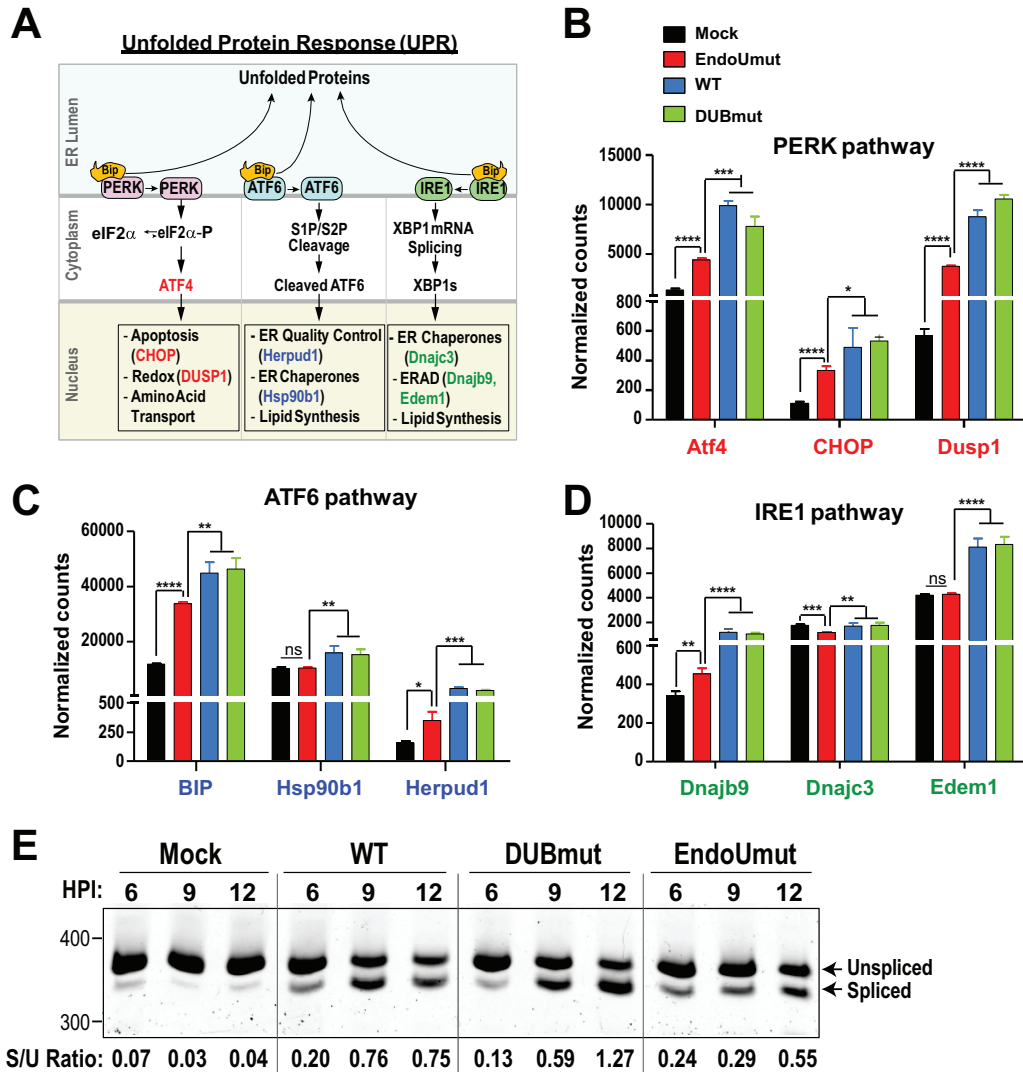 A
Unfolded Protein Response (UPR)
ER Lumen
Unfolded Proteins
Bip
PERK
PERK
Bip
ATF6
ATF6
Bip
IRE1
IRE1
Cytoplasm
eIF2α
eIF2α-P
ATF4
S1P/S2P
Cleavage
Cleaved ATF6
XBP1 mRNA
Splicing
XBP1s
Nucleus
- Apoptosis
(CHOP)
- Redox (DUSP1)
- Amino Acid
Transport
- ER Quality Control
(Herpud1)
- ER Chaperones
(Hsp90b1)
- Lipid Synthesis
- ER Chaperones
(Dnajc3)
- ERAD (Dnajb9,
Edem1)
- Lipid Synthesis
B
Mock
EndoUmut
WT
DUBmut
PERK pathway
Normalized counts
15000
10000
5000
800
600
400
200
0
****
***
****
*
****
****
Atf4
CHOP
Dusp1
C
ATF6 pathway
Normalized counts
60000
40000
20000
500
250
0
****
**
ns
**
*
***
BIP
Hsp90b1
Herpud1
D
IRE1 pathway
Normalized counts
10000
8000
6000
4000
2000
600
400
200
0
**
****
***
**
ns
****
Dnajb9
Dnajc3
Edem1
E
Mock WT DUBmut EndoUmut
HPI: 6 9 12 6 9 12 6 9 12 6 9 12
400
300
Unspliced
Spliced
S/U Ratio: 0.07 0.03 0.04 0.20 0.76 0.75 0.13 0.59 1.27 0.24 0.29 0.55